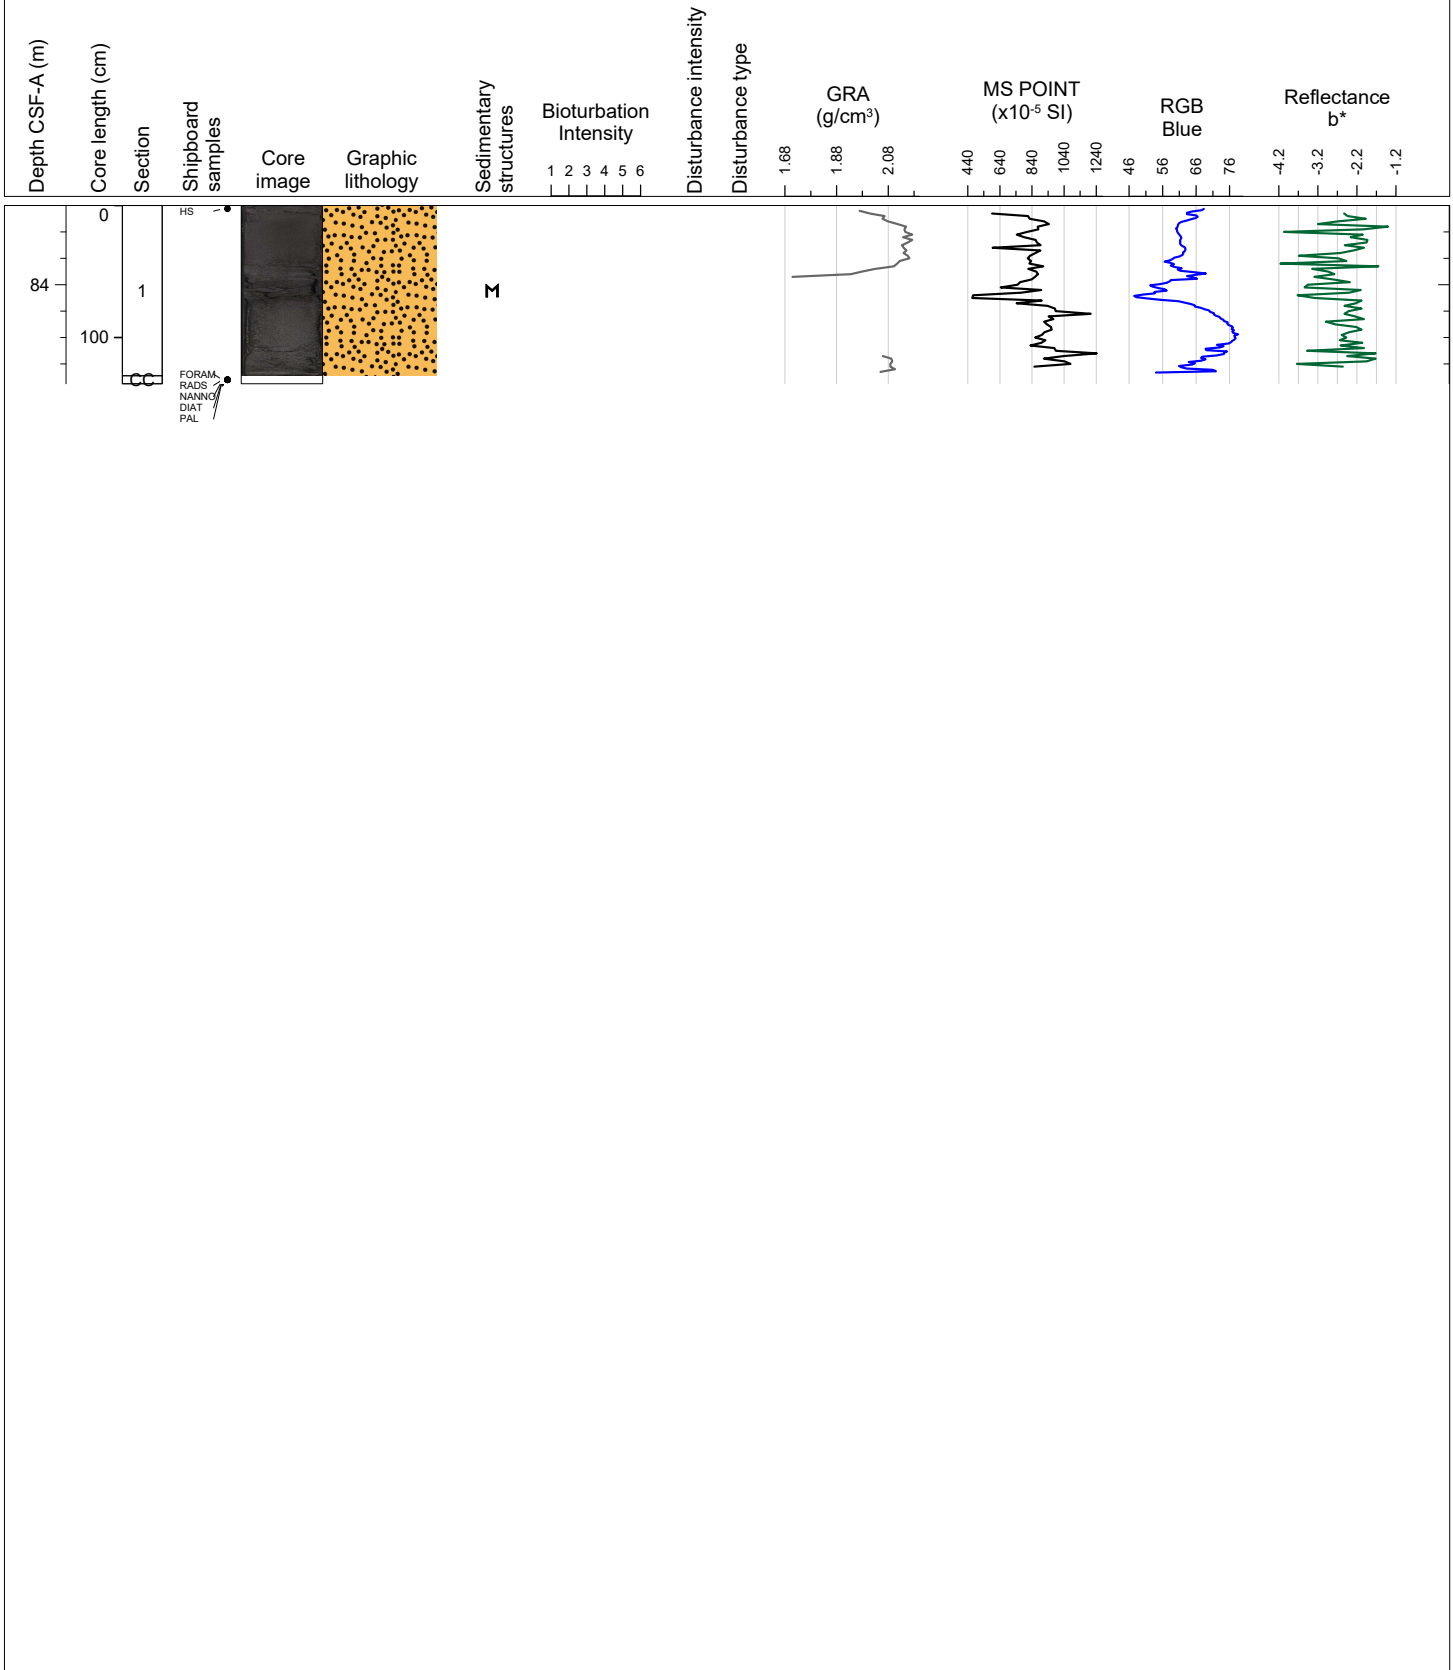 Depth CSF-A (m)
Core length (cm)
Section
Shipboard
samples
Core
image
Graphic
lithology
Sedimentary
structures
Bioturbation
Intensity
1 2 3 4 5 6
Disturbance intensity
Disturbance type
GRA
(g/cm³)
1.68 1.88 2.08
MS POINT
(x10⁻⁵ SI)
440 640 840 1040 1240
RGB
Blue
46 56 66 76
Reflectance
b*
-4.2 -3.2 -2.2 -1.2
0
HS
84
1
M
100
CC
FORAM
RADS
NANNO
DIAT
PAL